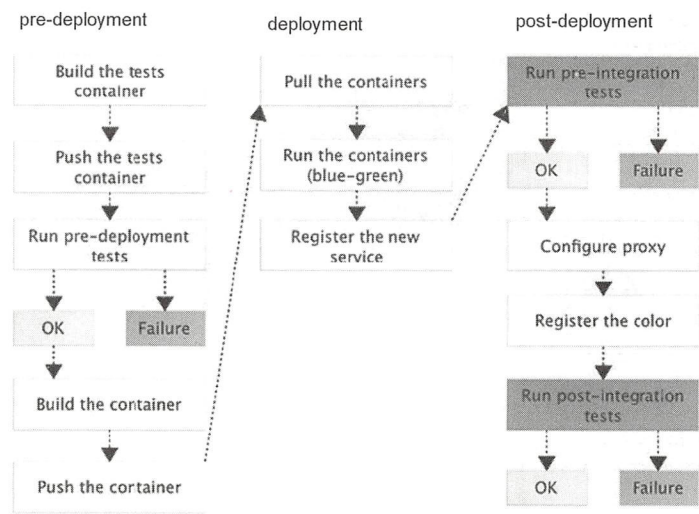 pre-deployment
Build the tests
container
Push the tests
container
Run pre-deployment
tests
OK
Failure
Build the container
Push the cortainer
deployment
Pull the containers
Run the containers
(blue-green)
Register the new
service
post-deployment
Run pre-integration
tests
OK
Failure
Configure proxy
Register the color
Run post-integration
tests
OK
Failure